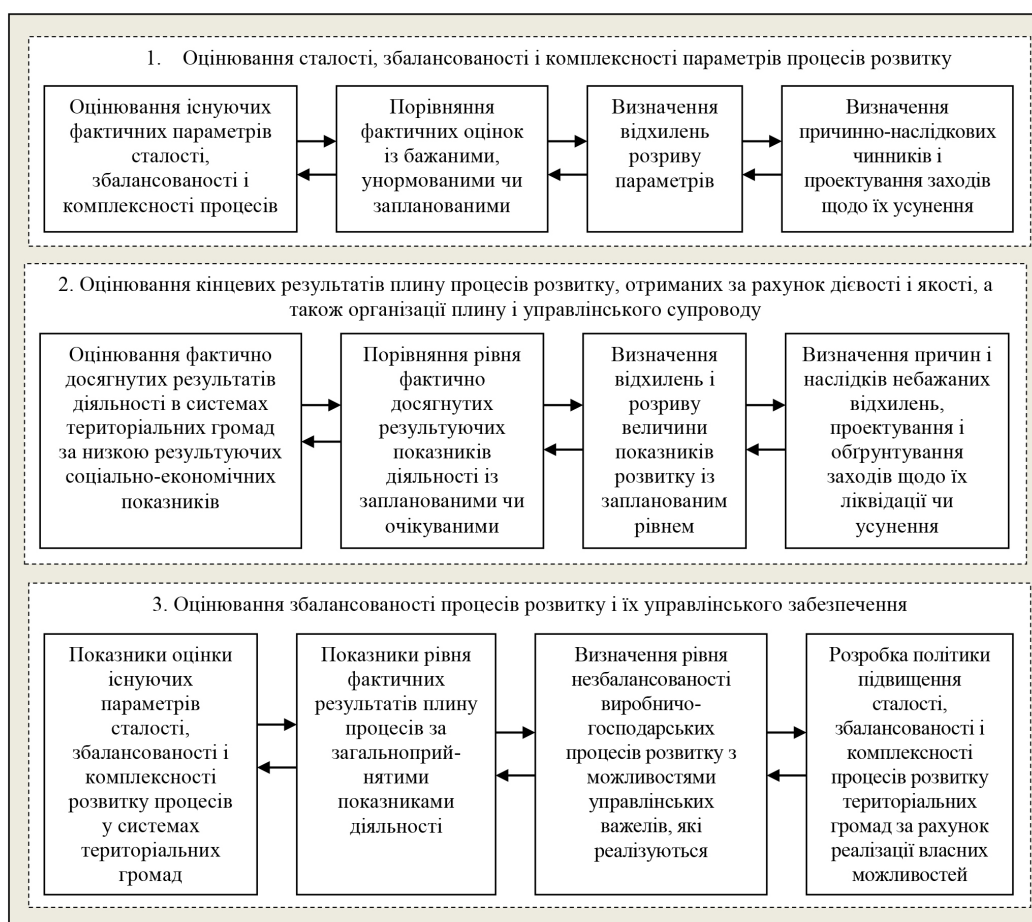 1. Оцінювання сталості, збалансованості і комплексності параметрів процесів розвитку
Оцінювання існуючих
фактичних параметрів
сталості,
збалансованості і
комплексності процесів
Порівняння
фактичних оцінок
із бажаними,
унормованими чи
запланованими
Визначення
відхилень
розриву
параметрів
Визначення
причинно-наслідкових
чинників і
проектування заходів
щодо їх усунення
2. Оцінювання кінцевих результатів плину процесів розвитку, отриманих за рахунок дієвості і якості, а
також організації плину і управлінського супроводу
Оцінювання фактично
досягнутих результатів
діяльності в системах
територіальних громад
за низкою результуючих
соціально-економічних
показників
Порівняння рівня
фактично
досягнутих
результуючих
показників
діяльності із
запланованими чи
очікуваними
Визначення
відхилень і
розриву
величини
показників
розвитку із
запланованим
рівнем
Визначення причин і
наслідків небажаних
відхилень,
проектування і
обґрунтування
заходів щодо їх
ліквідації чи
усунення
3. Оцінювання збалансованості процесів розвитку і їх управлінського забезпечення
Показники оцінки
існуючих
параметрів
сталості,
збалансованості і
комплексності
розвитку процесів
у системах
територіальних
громад
Показники рівня
фактичних
результатів плину
процесів за
загальноприй-
нятими
показниками
діяльності
Визначення рівня
незбалансованості
виробничо-
господарських
процесів розвитку з
можливостями
управлінських
важелів, які
реалізуються
Розробка політики
підвищення
сталості,
збалансованості і
комплексності
процесів розвитку
територіальних
громад за рахунок
реалізації власних
можливостей